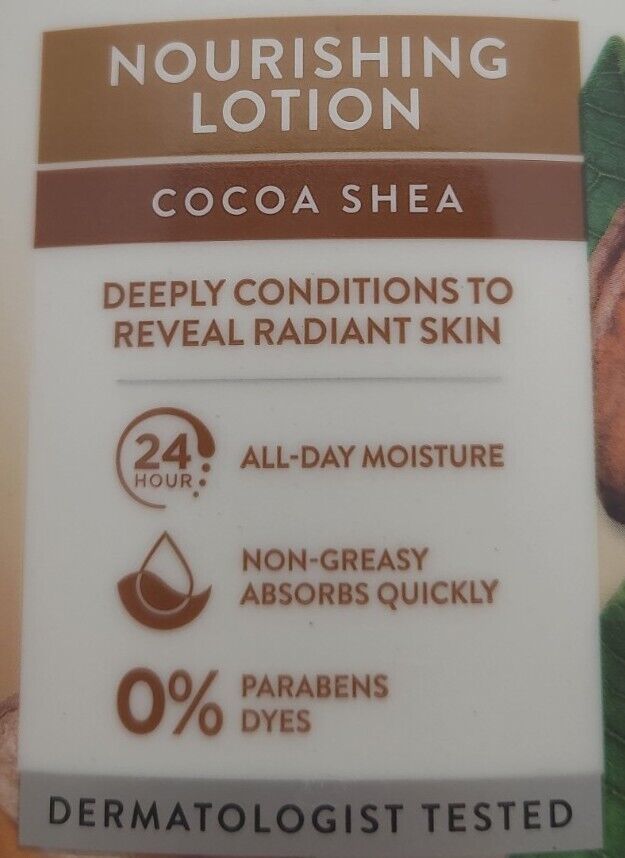 NOURISHING
LOTION
COCOA SHEA
DEEPLY CONDITIONS TO
REVEAL RADIANT SKIN
24
HOUR
ALL-DAY MOISTURE
NON-GREASY
ABSORBS QUICKLY
0%
PARABENS
DYES
DERMATOLOGIST TESTED